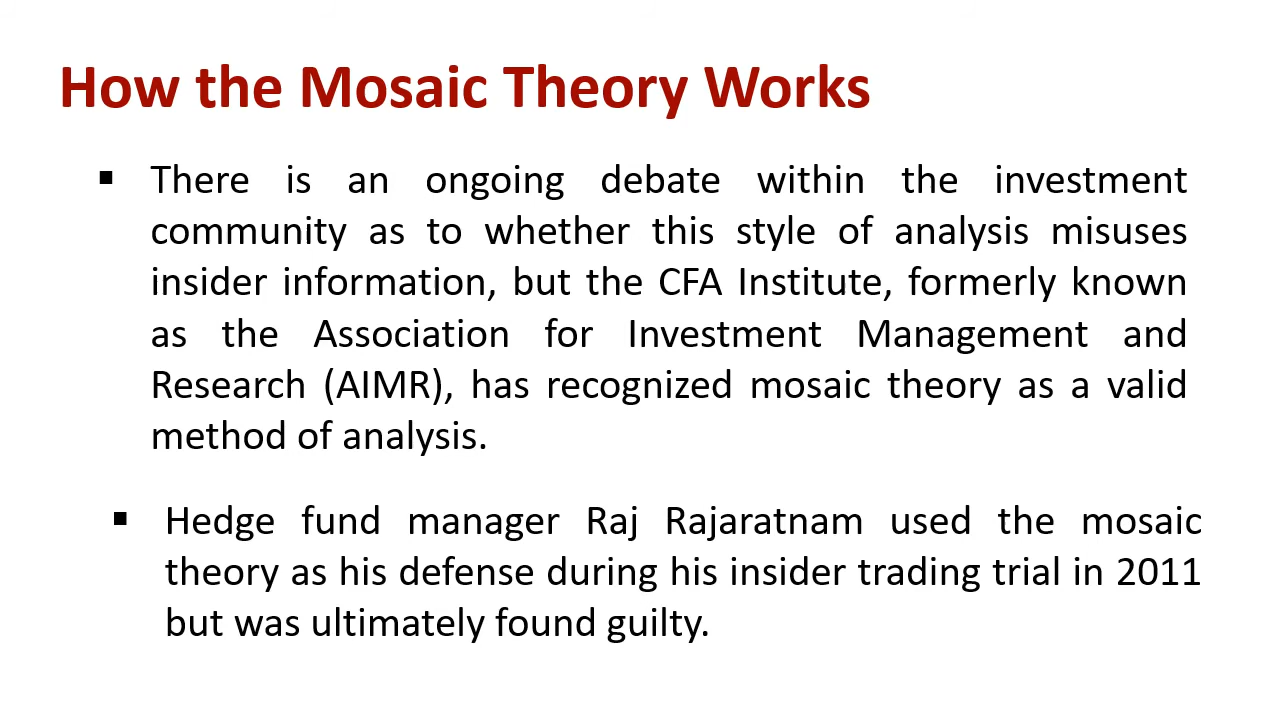 How the Mosaic Theory Works
▪ There is an ongoing debate within the investment
community as to whether this style of analysis misuses
insider information, but the CFA Institute, formerly known
as the Association for Investment Management and
Research (AIMR), has recognized mosaic theory as a valid
method of analysis.
▪ Hedge fund manager Raj Rajaratnam used the mosaic
theory as his defense during his insider trading trial in 2011
but was ultimately found guilty.